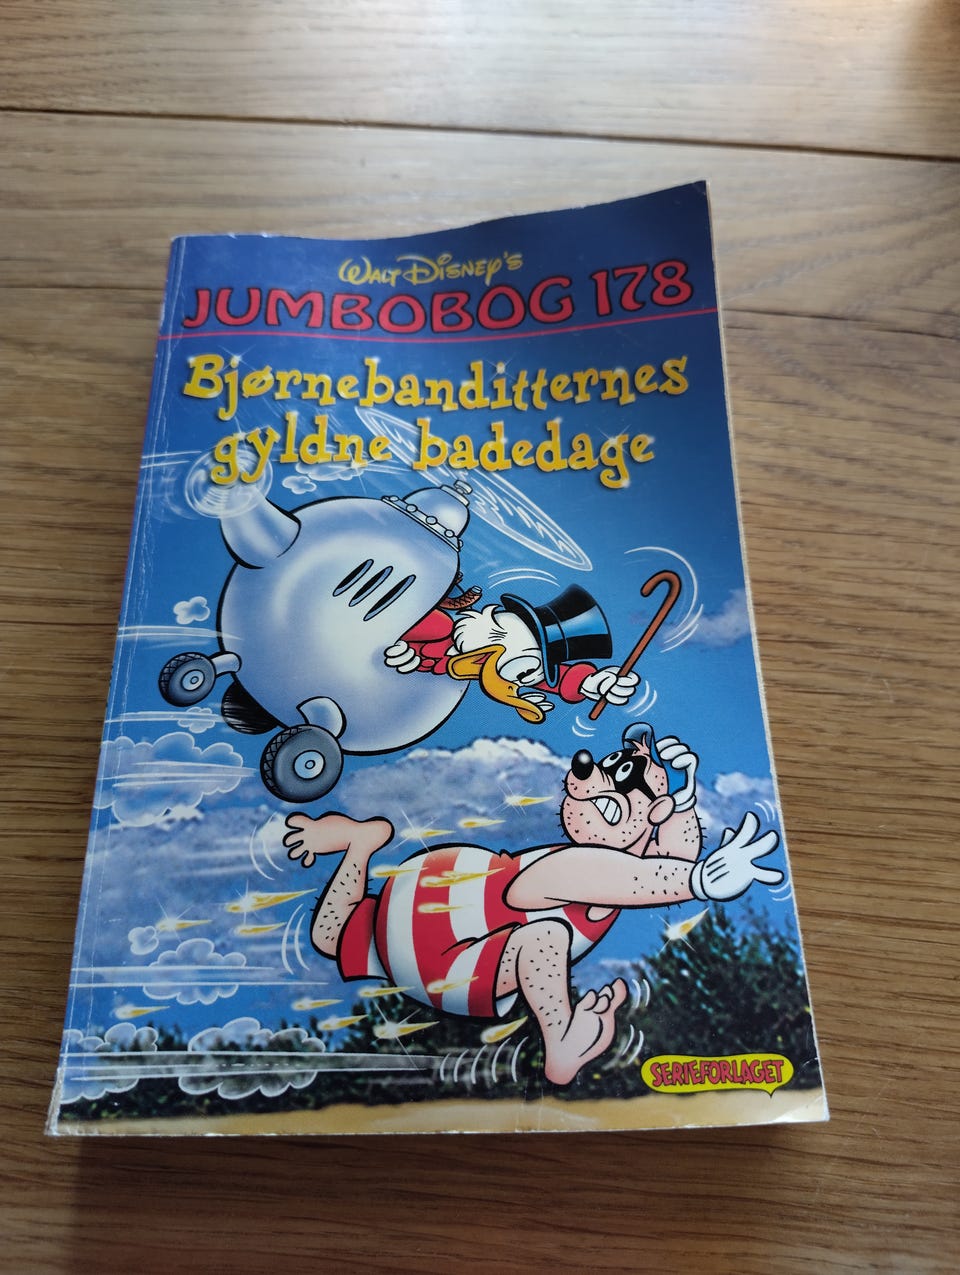 WALT DISNEY'S
JUMBOBOG 178
Bjørnebanditternes
gyldne badedage
SERIEFORLAGET